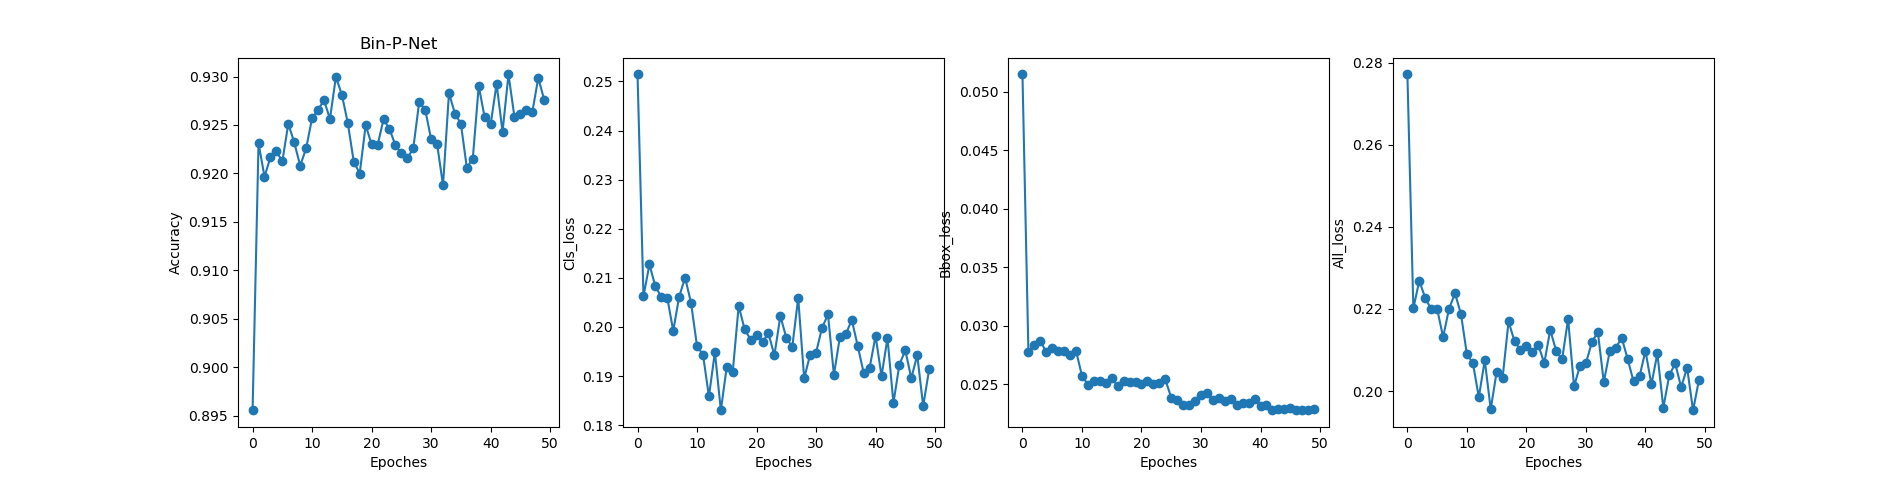 Bin-P-Net
Accuracy
0.930
0.925
0.920
0.915
0.910
0.905
0.900
0.895
0 10 20 30 40 50
Epoches
Cls_loss
0.25
0.24
0.23
0.22
0.21
0.20
0.19
0.18
0 10 20 30 40 50
Epoches
Bbox_loss
0.050
0.045
0.040
0.035
0.030
0.025
0 10 20 30 40 50
Epoches
All_loss
0.28
0.26
0.24
0.22
0.20
0 10 20 30 40 50
Epoches